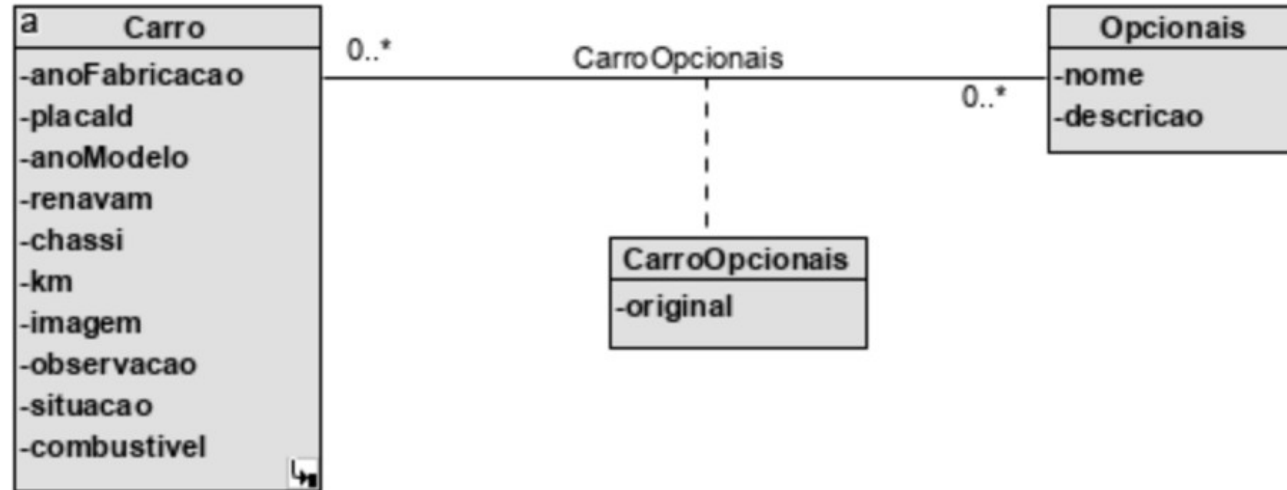 a
Carro
-anoFabricacao
-placaId
-anoModelo
-renavam
-chassi
-km
-imagem
-observacao
-situacao
-combustivel
0..*
CarroOpcionais
0..*
Opcionais
-nome
-descricao
CarroOpcionais
-original